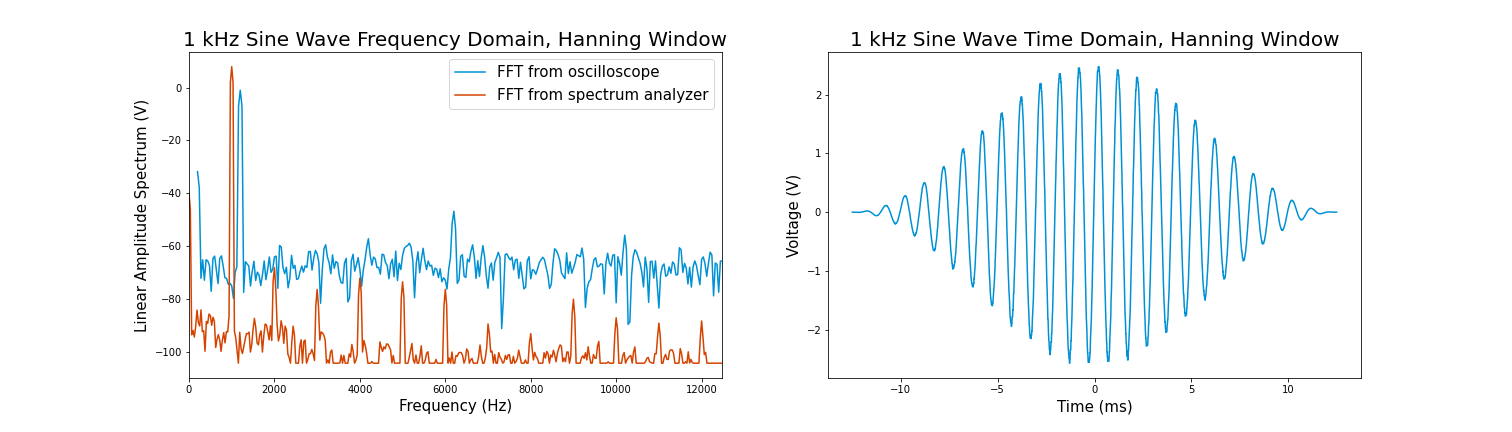 1 kHz Sine Wave Frequency Domain, Hanning Window
FFT from oscilloscope
FFT from spectrum analyzer
Linear Amplitude Spectrum (V)
0
−20
−40
−60
−80
−100
0
2000
4000
6000
8000
10000
12000
Frequency (Hz)
1 kHz Sine Wave Time Domain, Hanning Window
Voltage (V)
2
1
0
−1
−2
−10
−5
0
5
10
Time (ms)